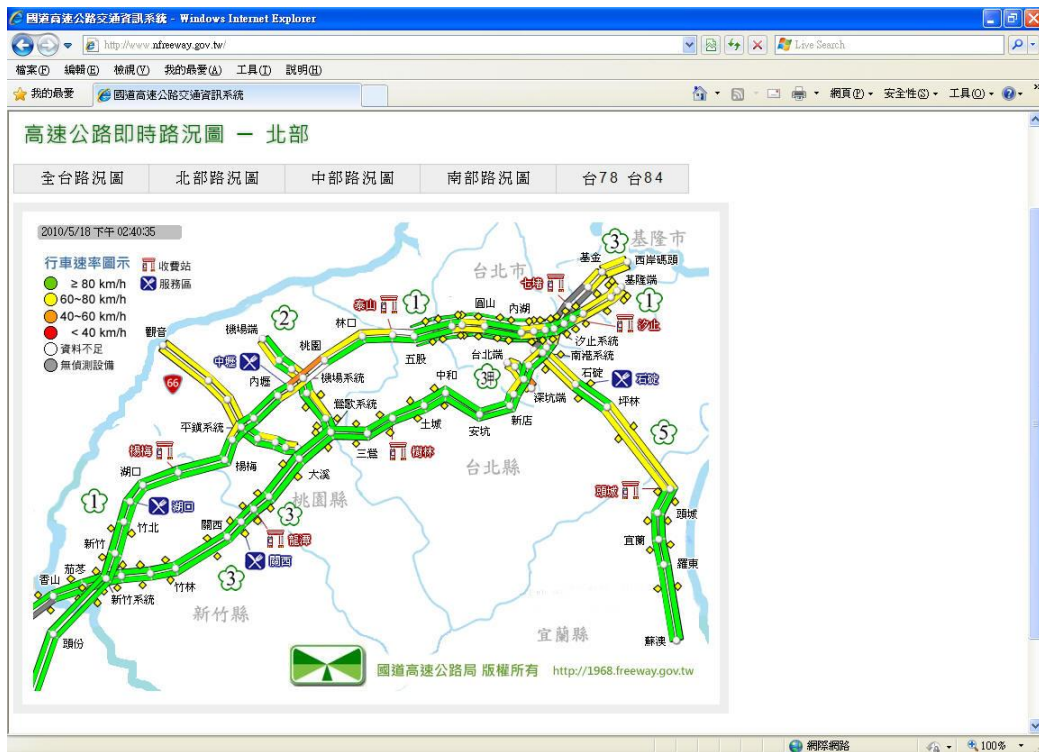 國道高速公路交通資訊系統 - Windows Internet Explorer
http://www.nfreeway.gov.tw/
Live Search
檔案(F) 編輯(E) 檢視(V) 我的最愛(A) 工具(T) 說明(H)
我的最愛 國道高速公路交通資訊系統
網頁(P) 安全性(S) 工具(O)
高速公路即時路況圖 － 北部
全台路況圖 北部路況圖 中部路況圖 南部路況圖 台78 台84
2010/5/18 下午 02:40:35
行車速率圖示
≥ 80 km/h
60~80 km/h
40~60 km/h
< 40 km/h
資料不足
無偵測設備
收費站
服務區
基隆市
3
基金
西岸碼頭
台北市
七堵
基隆端
泰山
1
圓山
內湖
1
汐止
2
林口
機場端
觀音
桃園
汐止系統
五股
台北端
南港系統
中壢
內壢
機場系統
中和
3甲
石碇
石碇
66
深坑端
坪林
鶯歌系統
土城
安坑
新店
平鎮系統
5
三鶯
樹林
楊梅
楊梅
湖口
大溪
台北縣
頭城
桃園縣
1
湖口
3
頭城
竹北
關西
龍潭
宜蘭
新竹
關西
羅東
茄苳
香山
竹林
3
新竹系統
新竹縣
宜蘭縣
頭份
蘇澳
國道高速公路局 版權所有 http://1968.freeway.gov.tw
網際網路 100%